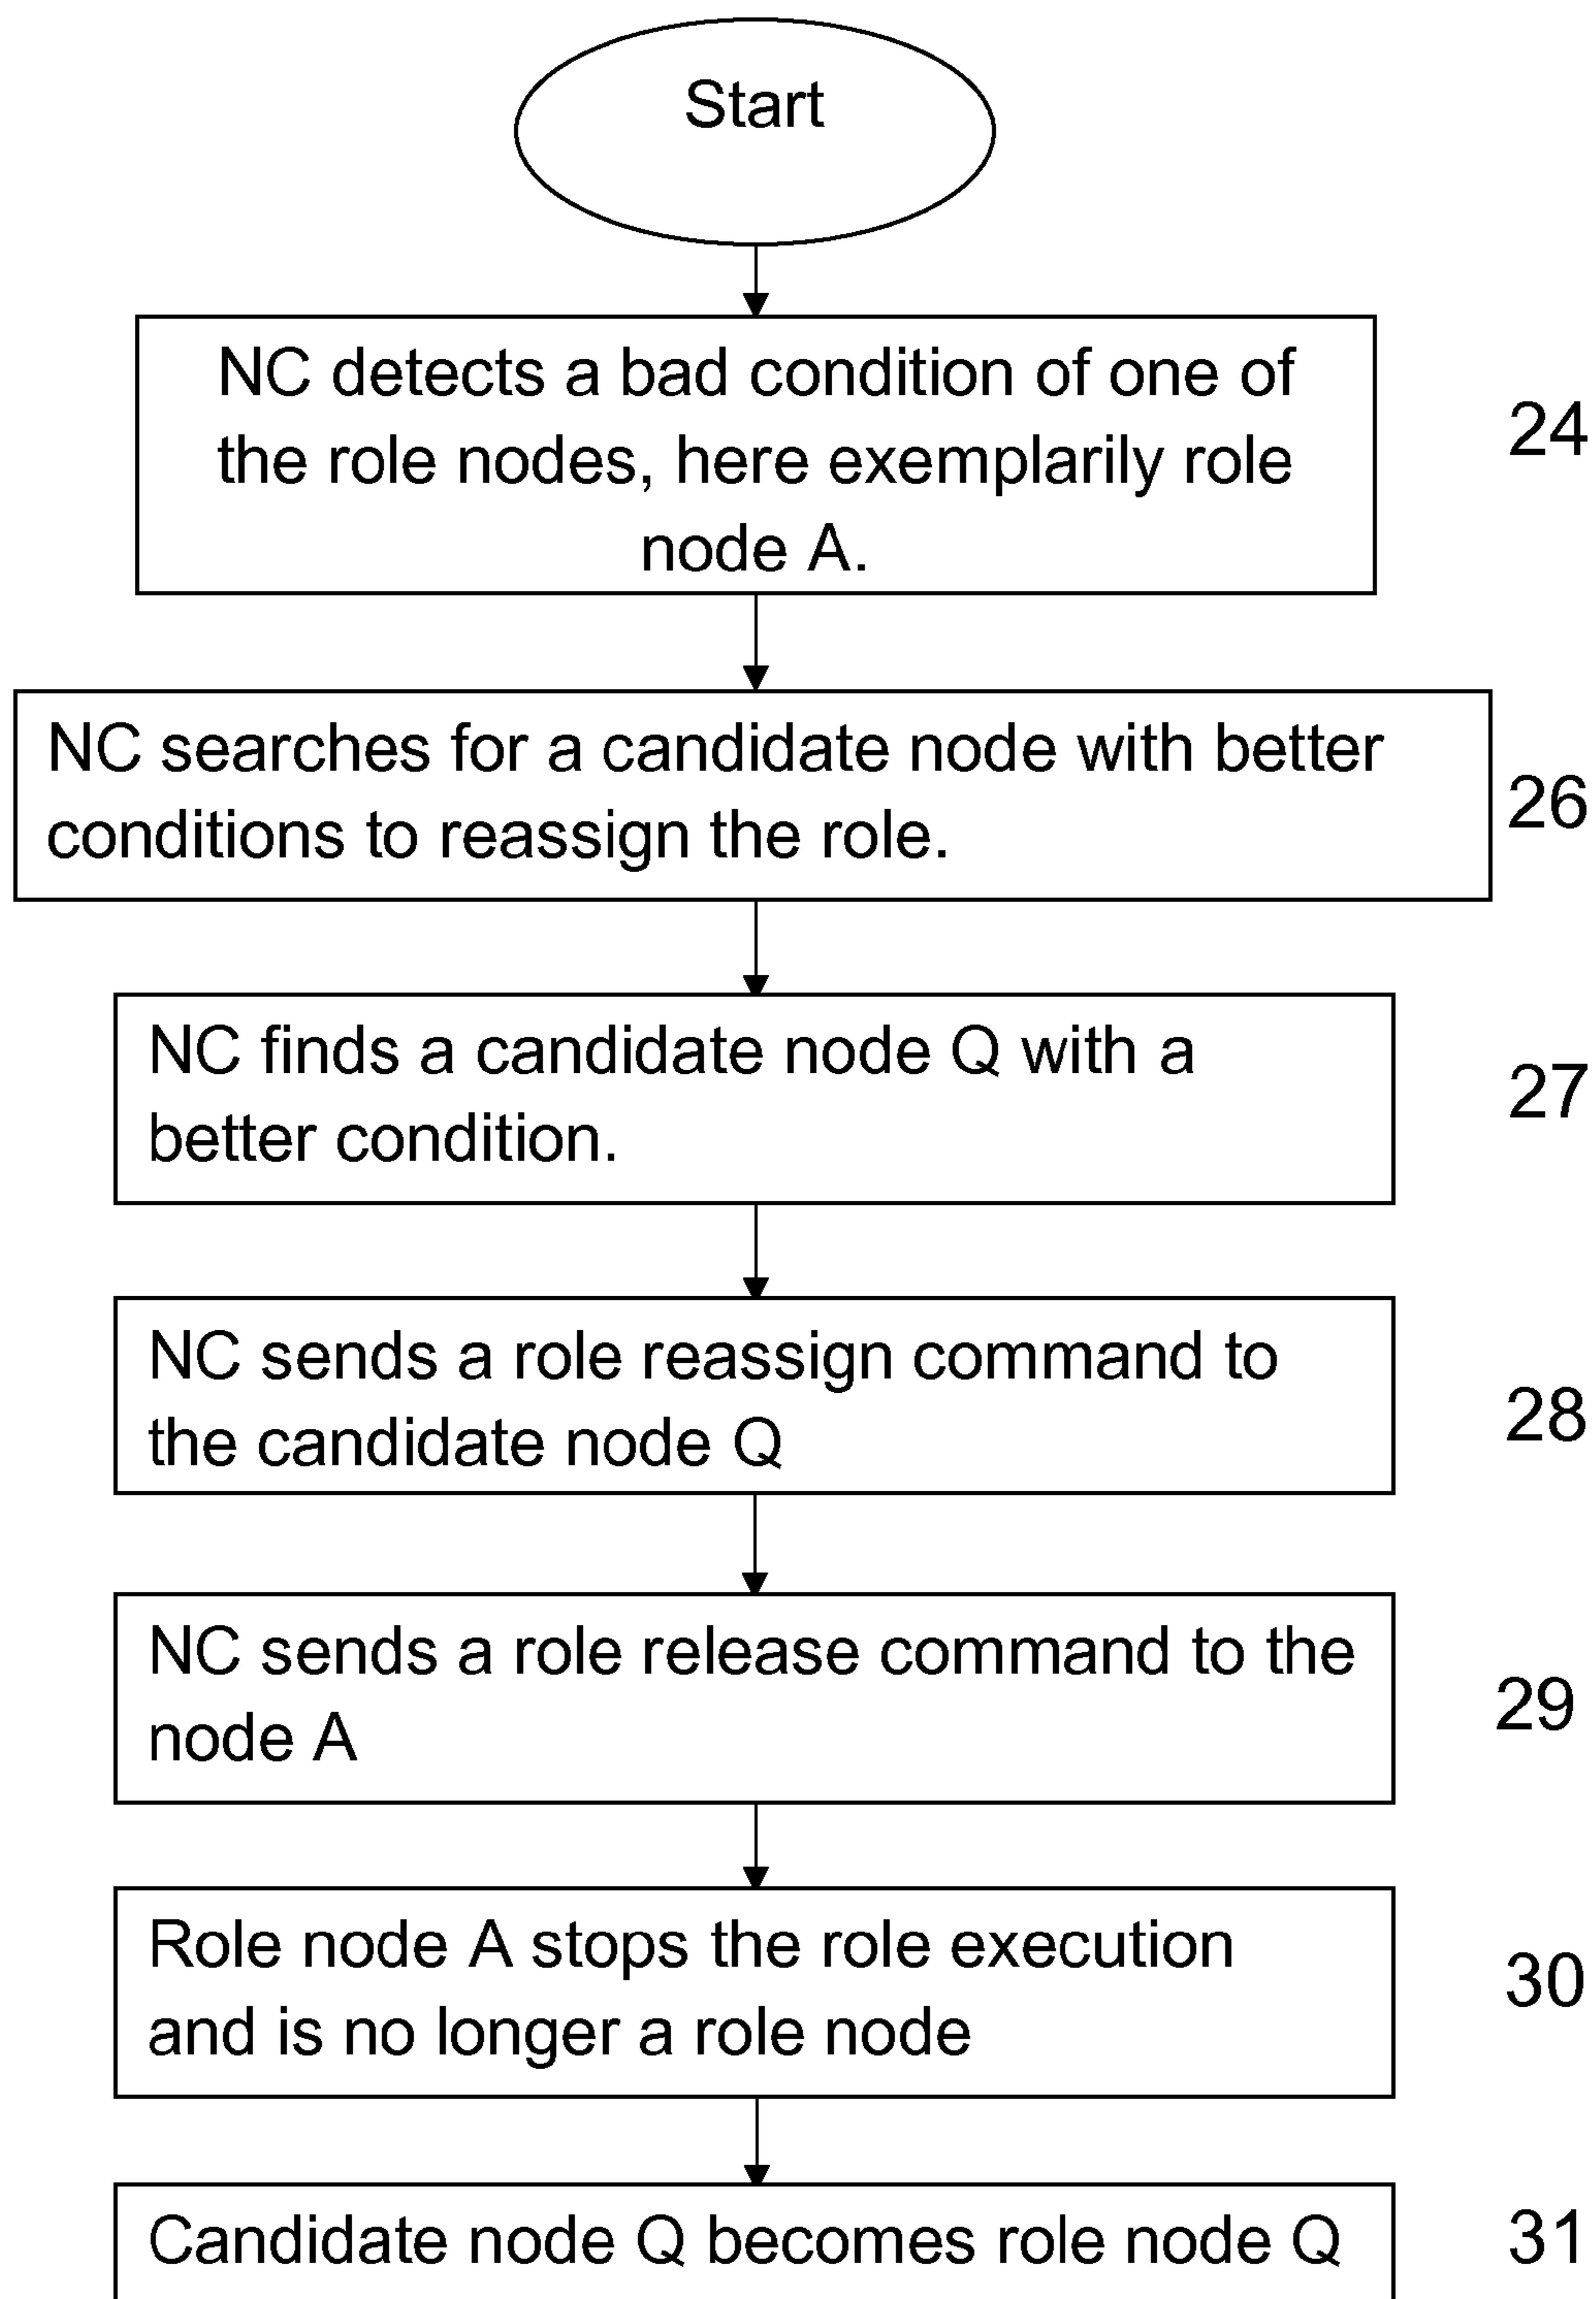 Start
NC detects a bad condition of one of
the role nodes, here exemplarily role
node A.
24
NC searches for a candidate node with better
conditions to reassign the role.
26
NC finds a candidate node Q with a
better condition.
27
NC sends a role reassign command to
the candidate node Q
28
NC sends a role release command to the
node A
29
Role node A stops the role execution
and is no longer a role node
30
Candidate node Q becomes role node Q
31